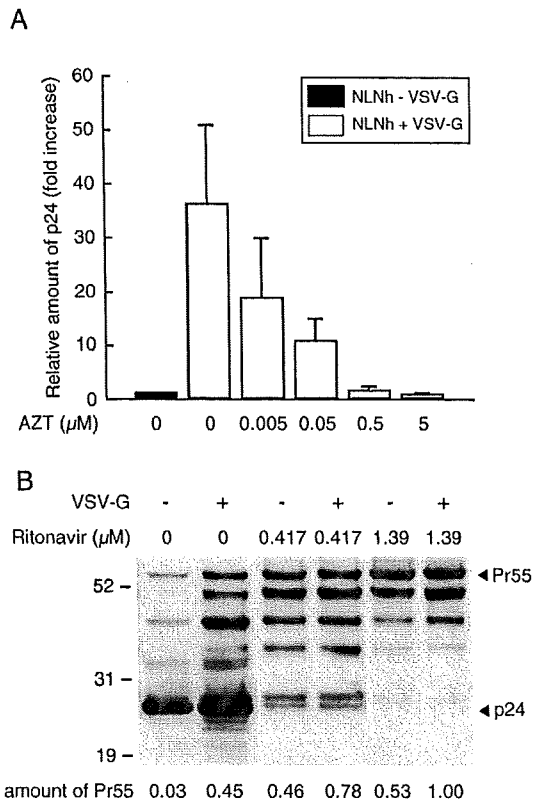 A
Relative amount of p24 (fold increase)
60
50
40
30
20
10
0
NLNh - VSV-G
NLNh + VSV-G
AZT (µM) 0 0 0.005 0.05 0.5 5
B
VSV-G - + - + - +
Ritonavir (µM) 0 0 0.417 0.417 1.39 1.39
52
31
19
◄Pr55
◄p24
amount of Pr55 0.03 0.45 0.46 0.78 0.53 1.00